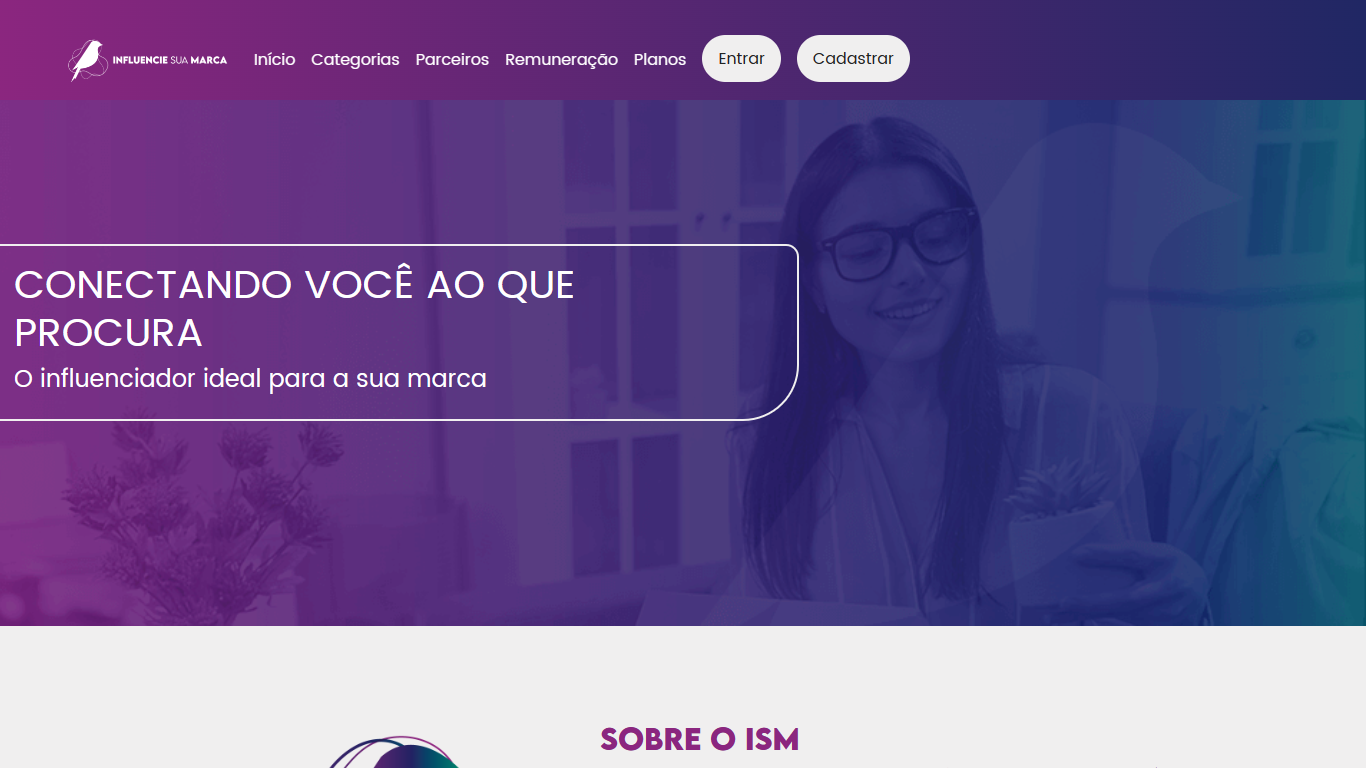 INFLUENCIE SUA MARCA
Início
Categorias
Parceiros
Remuneração
Planos
Entrar
Cadastrar
CONECTANDO VOCÊ AO QUE
PROCURA
O influenciador ideal para a sua marca
SOBRE O ISM